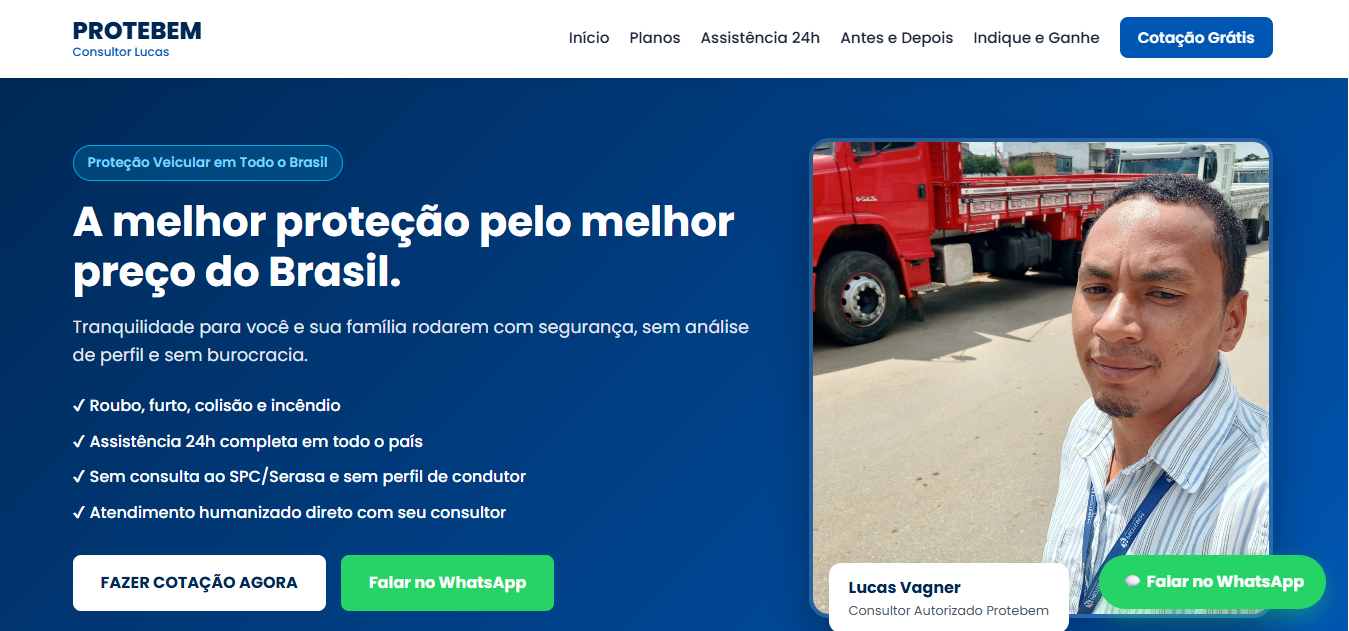 PROTEBEM
Consultor Lucas
Início
Planos
Assistência 24h
Antes e Depois
Indique e Ganhe
Cotação Grátis
Proteção Veicular em Todo o Brasil
A melhor proteção pelo melhor
preço do Brasil.
Tranquilidade para você e sua família rodarem com segurança, sem análise
de perfil e sem burocracia.
✓ Roubo, furto, colisão e incêndio
✓ Assistência 24h completa em todo o país
✓ Sem consulta ao SPC/Serasa e sem perfil de condutor
✓ Atendimento humanizado direto com seu consultor
FAZER COTAÇÃO AGORA
Falar no WhatsApp
Lucas Vagner
Consultor Autorizado Protebem
💬 Falar no WhatsApp